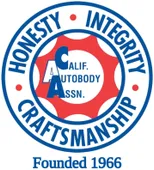 HONESTY • INTEGRITY
• CRAFTSMANSHIP •
CALIF.
AUTOBODY
ASSN.
Founded 1966